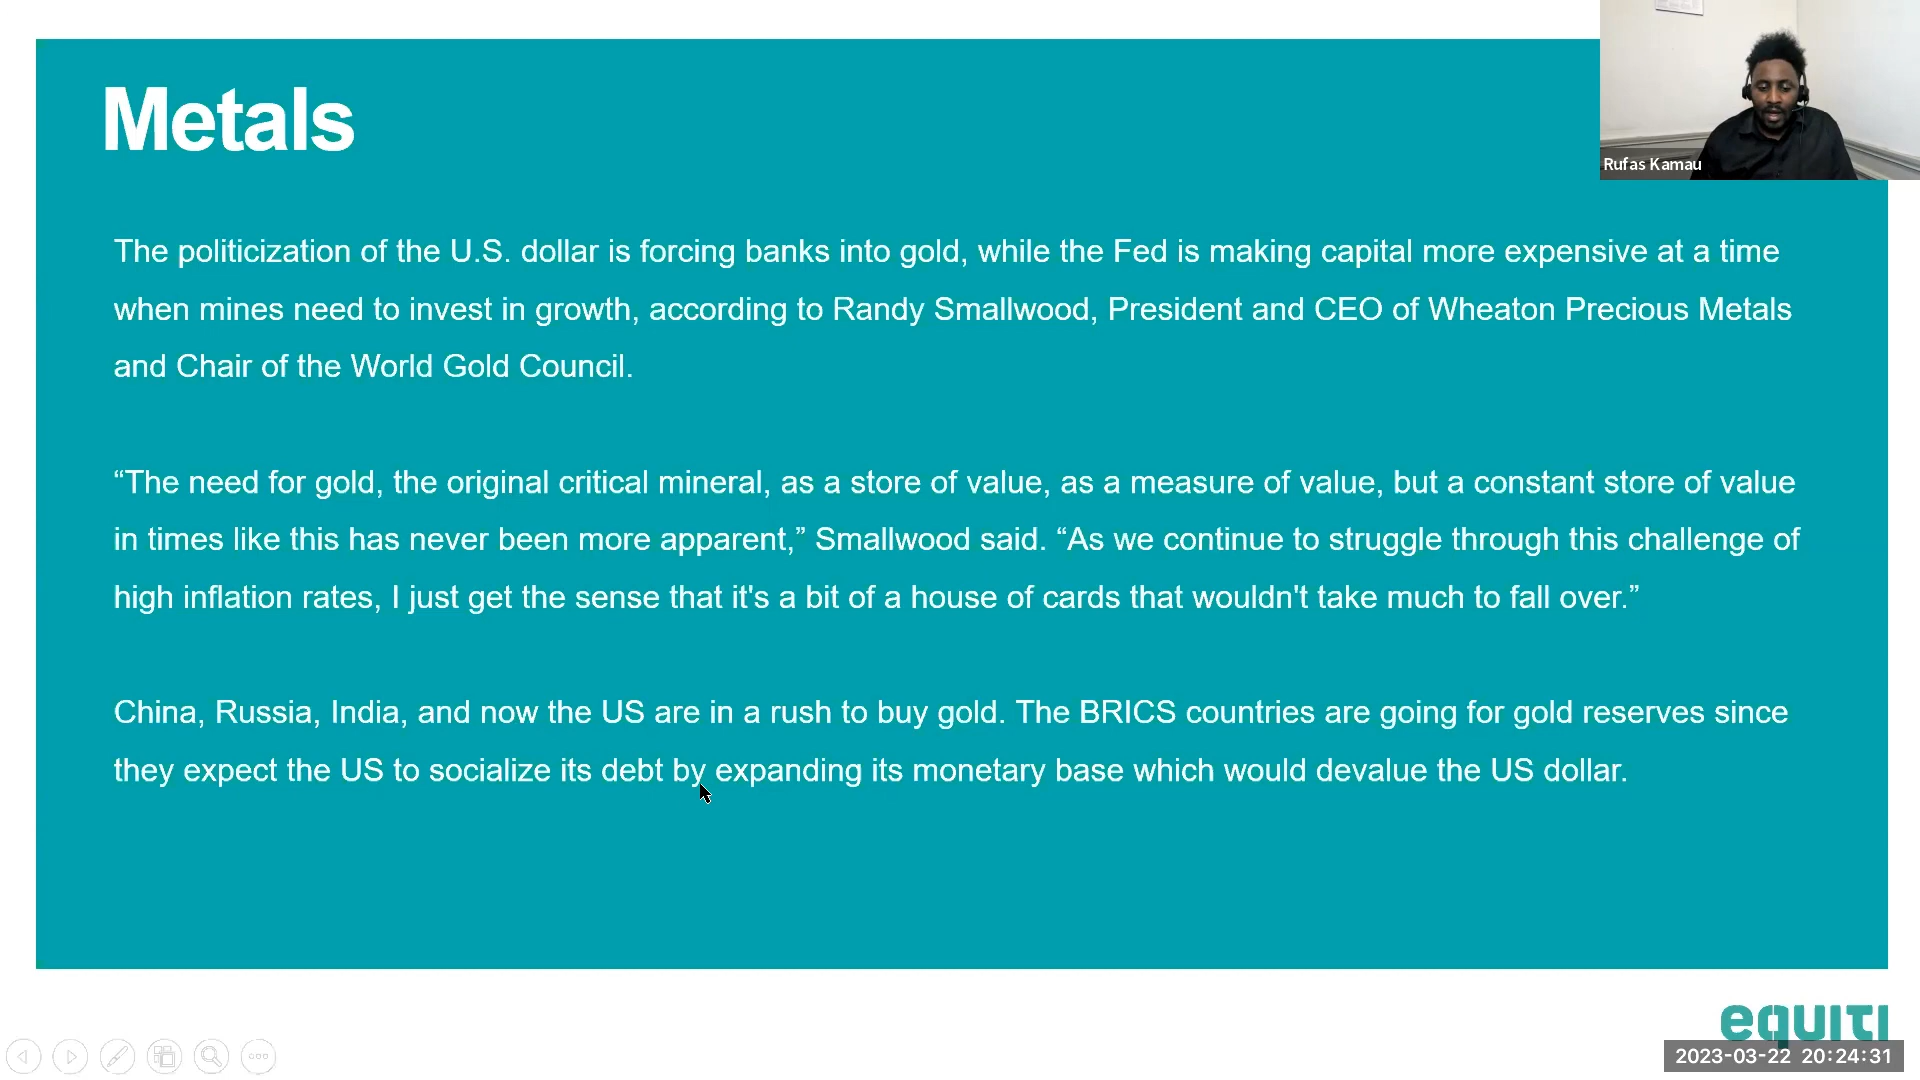 Metals
Rufas Kamau
The politicization of the U.S. dollar is forcing banks into gold, while the Fed is making capital more expensive at a time
when mines need to invest in growth, according to Randy Smallwood, President and CEO of Wheaton Precious Metals
and Chair of the World Gold Council.
“The need for gold, the original critical mineral, as a store of value, as a measure of value, but a constant store of value
in times like this has never been more apparent,” Smallwood said. “As we continue to struggle through this challenge of
high inflation rates, I just get the sense that it's a bit of a house of cards that wouldn't take much to fall over.”
China, Russia, India, and now the US are in a rush to buy gold. The BRICS countries are going for gold reserves since
they expect the US to socialize its debt by expanding its monetary base which would devalue the US dollar.
equiti
2023-03-22 20:24:31